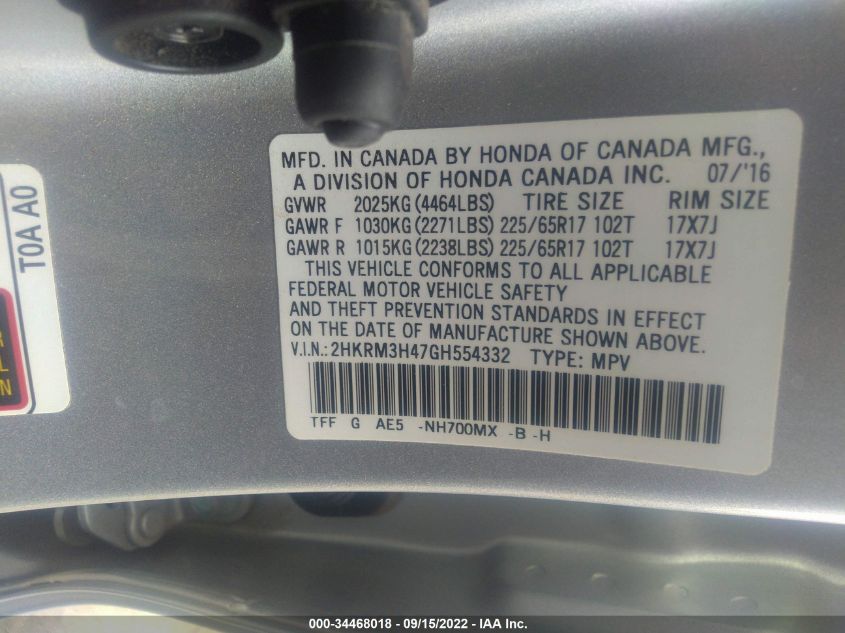 MFD. IN CANADA BY HONDA OF CANADA MFG.,
A DIVISION OF HONDA CANADA INC. 07/'16
GVWR 2025KG (4464LBS) TIRE SIZE RIM SIZE
GAWR F 1030KG (2271LBS) 225/65R17 102T 17X7J
GAWR R 1015KG (2238LBS) 225/65R17 102T 17X7J
THIS VEHICLE CONFORMS TO ALL APPLICABLE
FEDERAL MOTOR VEHICLE SAFETY
AND THEFT PREVENTION STANDARDS IN EFFECT
ON THE DATE OF MANUFACTURE SHOWN ABOVE.
V.I.N.: 2HKRM3H47GH554332 TYPE: MPV
TFF G AE5 -NH700MX -B -H
T0A A0
000-34468018 - 09/15/2022 - IAA Inc.